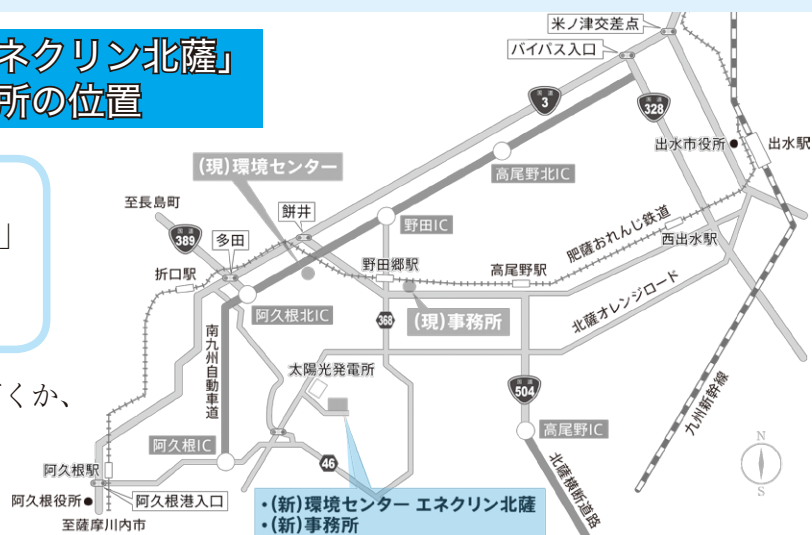 ネクリン北薩」
所の位置
」
くか、
米ノ津交差点
バイパス入口
国道
3
国道
328
出水市役所
出水駅
(現)環境センター
高尾野北IC
至長島町
餅井
国道
389
多田
野田IC
肥薩おれんじ鉄道
西出水駅
折口駅
野田郷駅
高尾野駅
阿久根北IC
368
(現)事務所
北薩オレンジロード
南九州自動車道
太陽光発電所
国道
504
九州新幹線
高尾野IC
阿久根IC
46
北薩横断道路
N
S
阿久根駅
阿久根役所
阿久根港入口
至薩摩川内市
・(新)環境センター エネクリン北薩
・(新)事務所